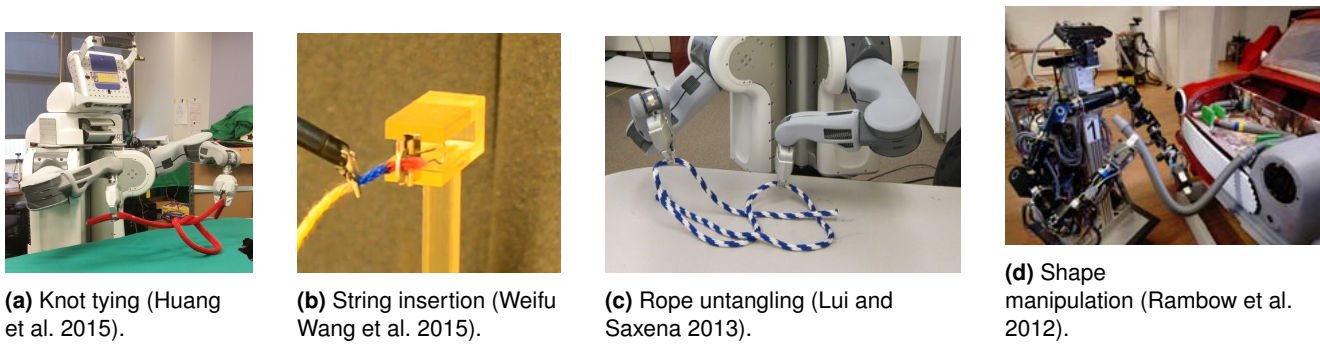 1
(a) Knot tying (Huang
et al. 2015).
(b) String insertion (Weifu
Wang et al. 2015).
(c) Rope untangling (Lui and
Saxena 2013).
(d) Shape
manipulation (Rambow et al.
2012).